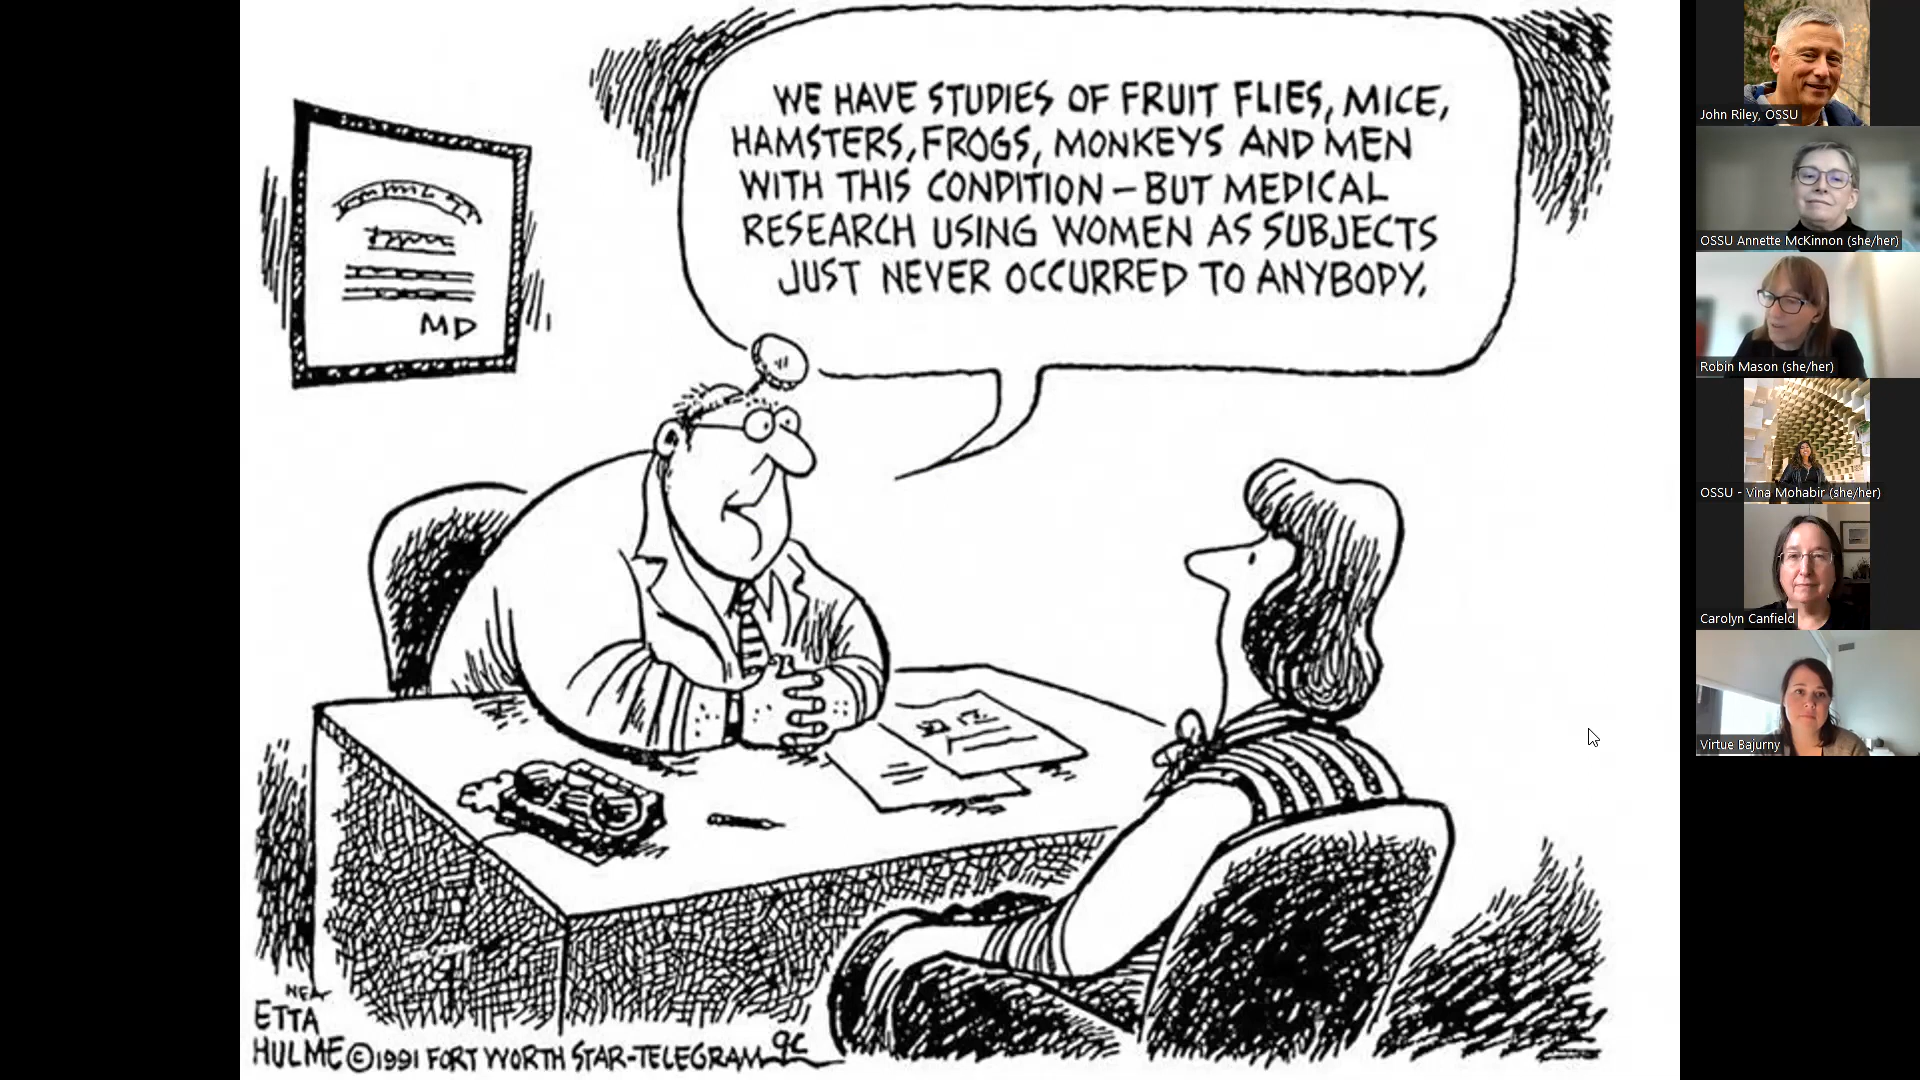 WE HAVE STUDIES OF FRUIT FLIES, MICE,
HAMSTERS, FROGS, MONKEYS AND MEN
WITH THIS CONDITION – BUT MEDICAL
RESEARCH USING WOMEN AS SUBJECTS
JUST NEVER OCCURRED TO ANYBODY.
MD
NEA
ETTA
HULME © 1991 FORT WORTH STAR-TELEGRAM
John Riley, OSSU
OSSU Annette McKinnon (she/her)
Robin Mason (she/her)
OSSU - Vina Mohabir (she/her)
Carolyn Canfield
Virtue Bajurny